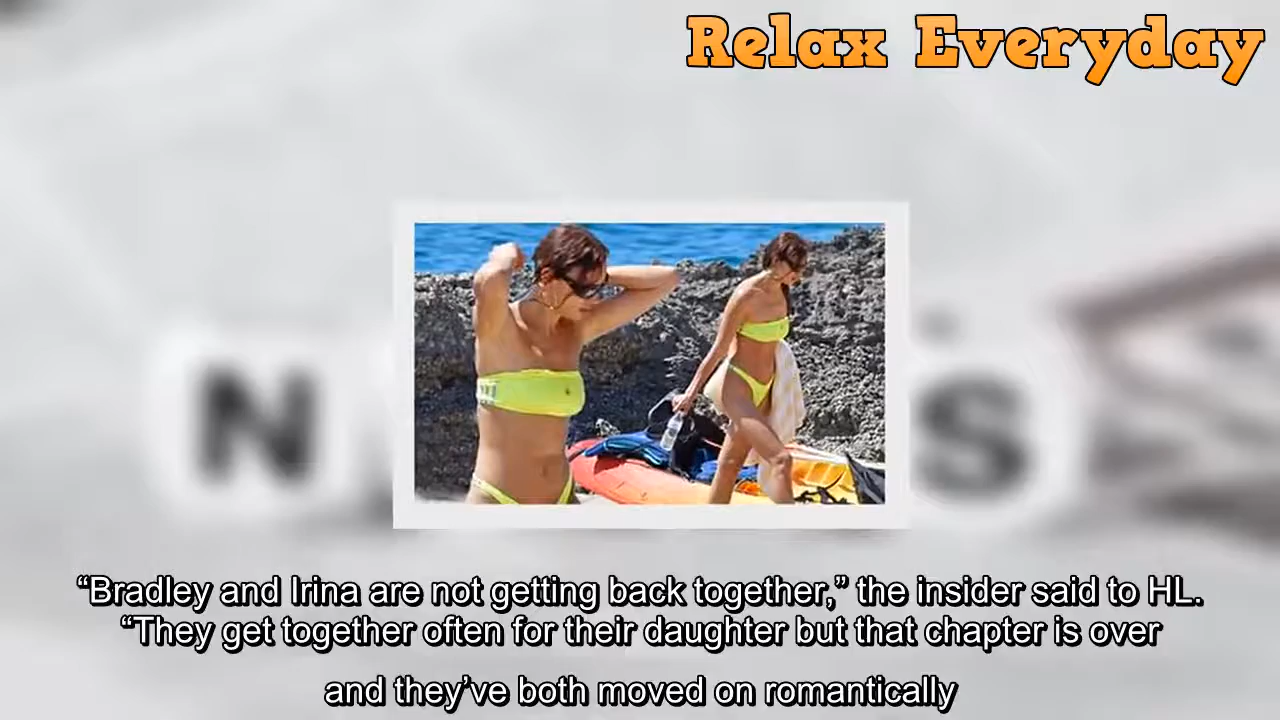 Relax Everyday
N S
“Bradley and Irina are not getting back together,” the insider said to HL.
“They get together often for their daughter but that chapter is over
and they’ve both moved on romantically